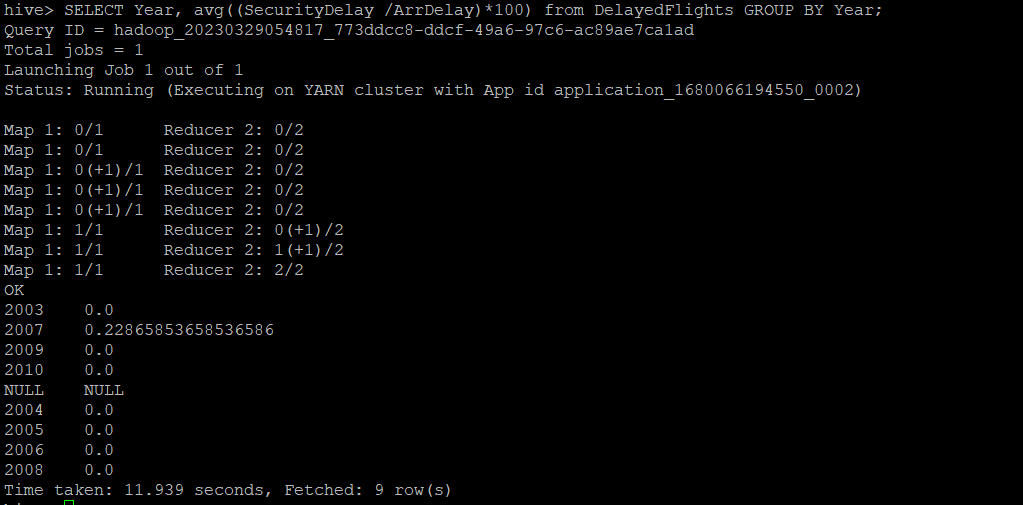 hive> SELECT Year, avg((SecurityDelay /ArrDelay)*100) from DelayedFlights GROUP BY Year;
Query ID = hadoop_20230329054817_773ddcc8-ddcf-49a6-97c6-ac89ae7ca1ad
Total jobs = 1
Launching Job 1 out of 1
Status: Running (Executing on YARN cluster with App id application_1680066194550_0002)
Map 1: 0/1 Reducer 2: 0/2
Map 1: 0/1 Reducer 2: 0/2
Map 1: 0(+1)/1 Reducer 2: 0/2
Map 1: 0(+1)/1 Reducer 2: 0/2
Map 1: 0(+1)/1 Reducer 2: 0/2
Map 1: 1/1 Reducer 2: 0(+1)/2
Map 1: 1/1 Reducer 2: 1(+1)/2
Map 1: 1/1 Reducer 2: 2/2
OK
2003 0.0
2007 0.22865853658536586
2009 0.0
2010 0.0
NULL NULL
2004 0.0
2005 0.0
2006 0.0
2008 0.0
Time taken: 11.939 seconds, Fetched: 9 row(s)